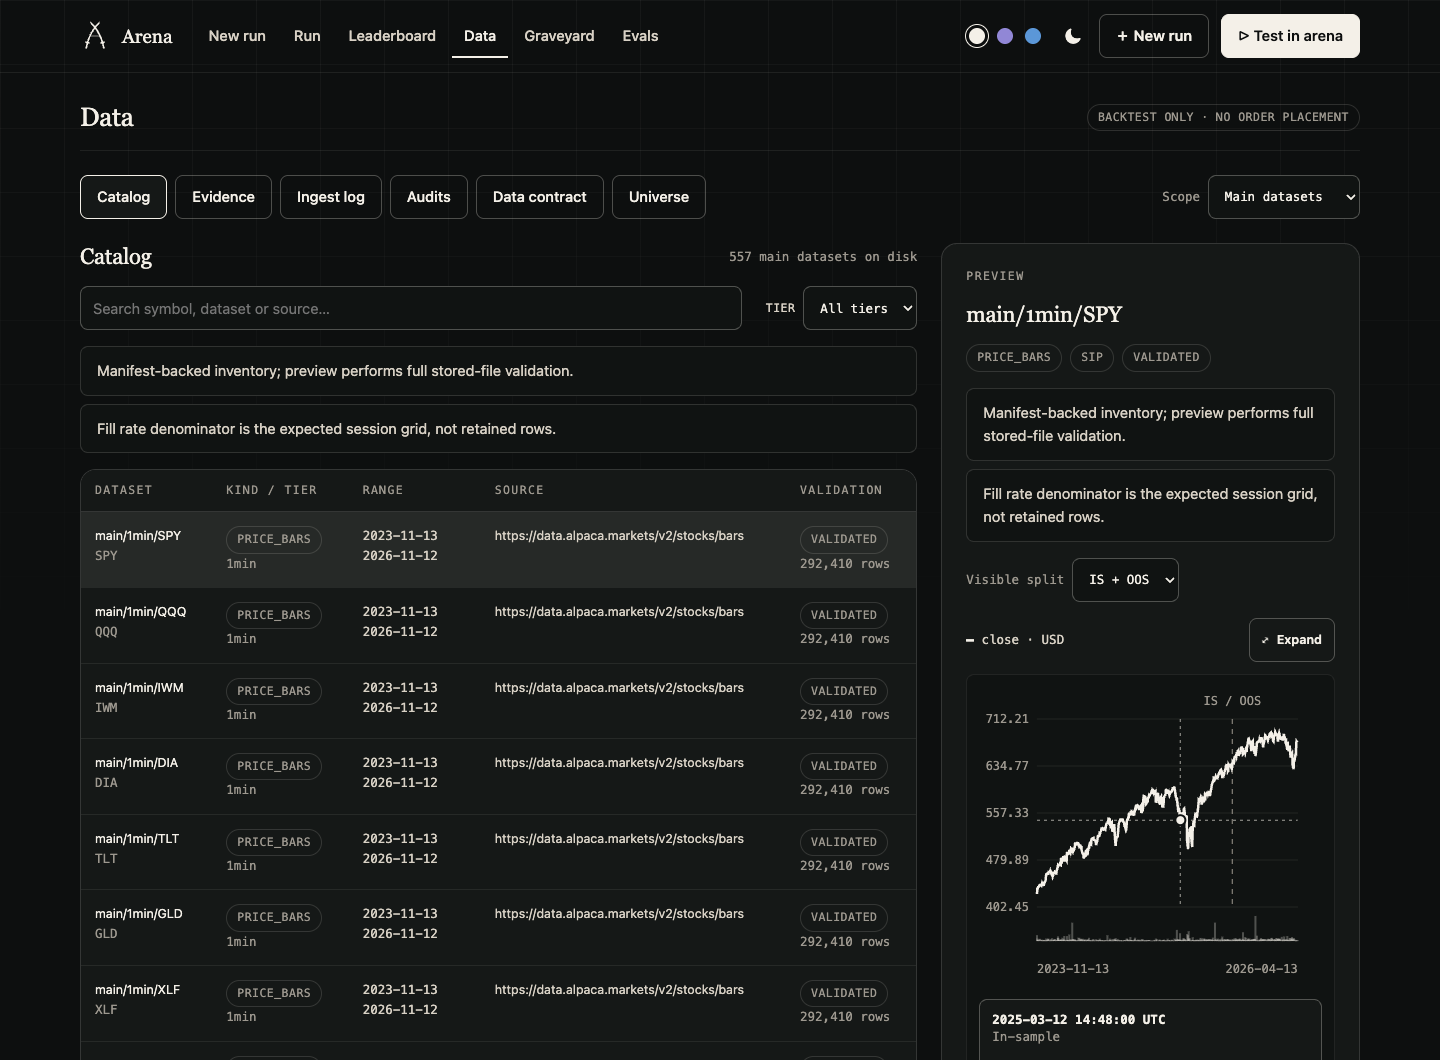 Arena
New run
Run
Leaderboard
Data
Graveyard
Evals
+ New run
Test in arena
Data
BACKTEST ONLY · NO ORDER PLACEMENT
Catalog
Evidence
Ingest log
Audits
Data contract
Universe
Scope
Main datasets
Catalog
557 main datasets on disk
Search symbol, dataset or source...
TIER
All tiers
Manifest-backed inventory; preview performs full stored-file validation.
Fill rate denominator is the expected session grid, not retained rows.
DATASET KIND / TIER RANGE SOURCE VALIDATION
main/1min/SPY PRICE_BARS 2023-11-13 https://data.alpaca.markets/v2/stocks/bars VALIDATED
SPY 1min 2026-11-12 292,410 rows
main/1min/QQQ PRICE_BARS 2023-11-13 https://data.alpaca.markets/v2/stocks/bars VALIDATED
QQQ 1min 2026-11-12 292,410 rows
main/1min/IWM PRICE_BARS 2023-11-13 https://data.alpaca.markets/v2/stocks/bars VALIDATED
IWM 1min 2026-11-12 292,410 rows
main/1min/DIA PRICE_BARS 2023-11-13 https://data.alpaca.markets/v2/stocks/bars VALIDATED
DIA 1min 2026-11-12 292,410 rows
main/1min/TLT PRICE_BARS 2023-11-13 https://data.alpaca.markets/v2/stocks/bars VALIDATED
TLT 1min 2026-11-12 292,410 rows
main/1min/GLD PRICE_BARS 2023-11-13 https://data.alpaca.markets/v2/stocks/bars VALIDATED
GLD 1min 2026-11-12 292,410 rows
main/1min/XLF PRICE_BARS 2023-11-13 https://data.alpaca.markets/v2/stocks/bars VALIDATED
XLF 1min 2026-11-12 292,410 rows
PREVIEW
main/1min/SPY
PRICE_BARS SIP VALIDATED
Manifest-backed inventory; preview performs full
stored-file validation.
Fill rate denominator is the expected session grid,
not retained rows.
Visible split
IS + OOS
close · USD
Expand
IS / OOS
712.21
634.77
557.33
479.89
402.45
2023-11-13 2026-04-13
2025-03-12 14:48:00 UTC
In-sample